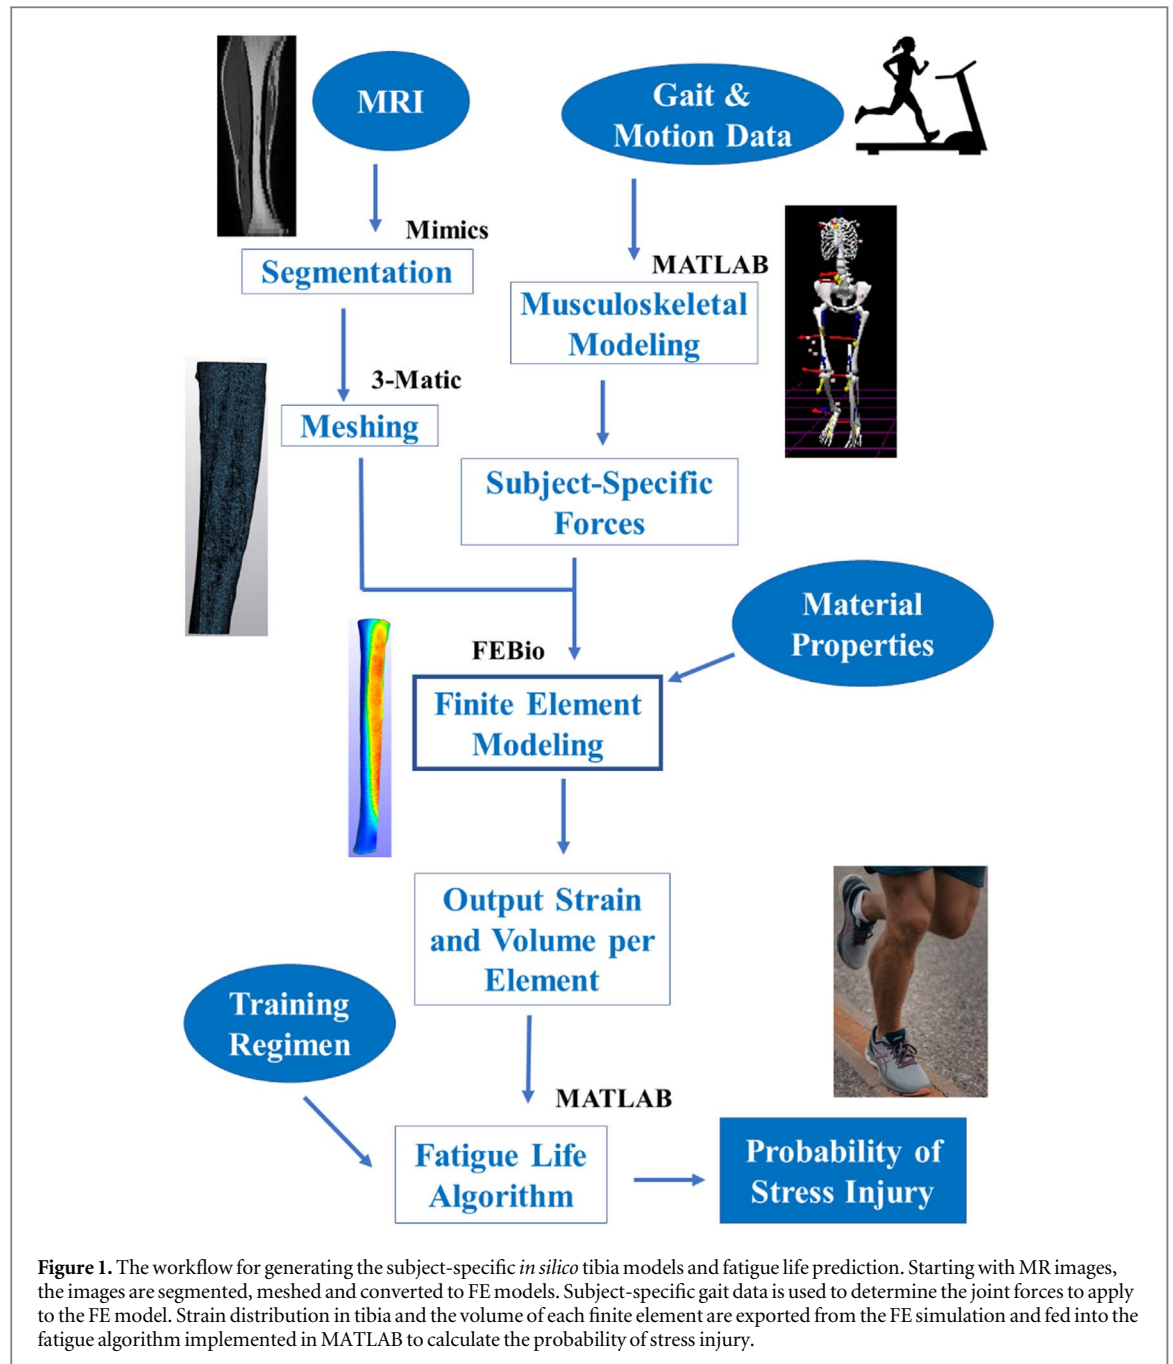 MRI
Gait &
Motion Data
Mimics
Segmentation
MATLAB
Musculoskeletal
Modeling
3-Matic
Meshing
Subject-Specific
Forces
Material
Properties
FEBio
Finite Element
Modeling
Output Strain
and Volume per
Element
Training
Regimen
MATLAB
Fatigue Life
Algorithm
Probability of
Stress Injury
Figure 1. The workflow for generating the subject-specific in silico tibia models and fatigue life prediction. Starting with MR images,
the images are segmented, meshed and converted to FE models. Subject-specific gait data is used to determine the joint forces to apply
to the FE model. Strain distribution in tibia and the volume of each finite element are exported from the FE simulation and fed into the
fatigue algorithm implemented in MATLAB to calculate the probability of stress injury.